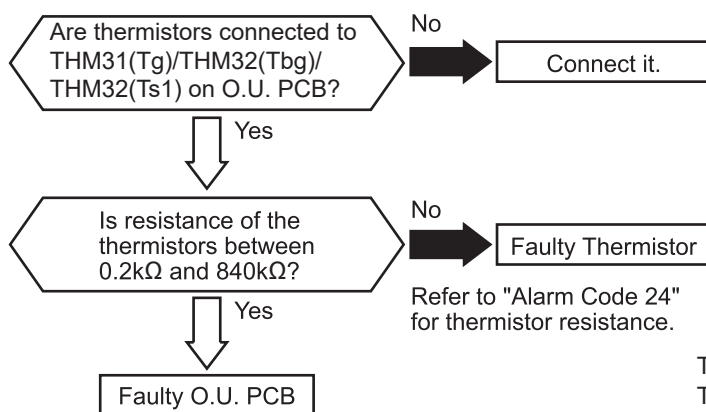 Are thermistors connected to
THM31(Tg)/THM32(Tbg)/
THM32(Ts1) on O.U. PCB?
No
Connect it.
Yes
Is resistance of the
thermistors between
0.2kΩ and 840kΩ?
No
Faulty Thermistor
Refer to "Alarm Code 24"
for thermistor resistance.
Yes
Faulty O.U. PCB
T
T